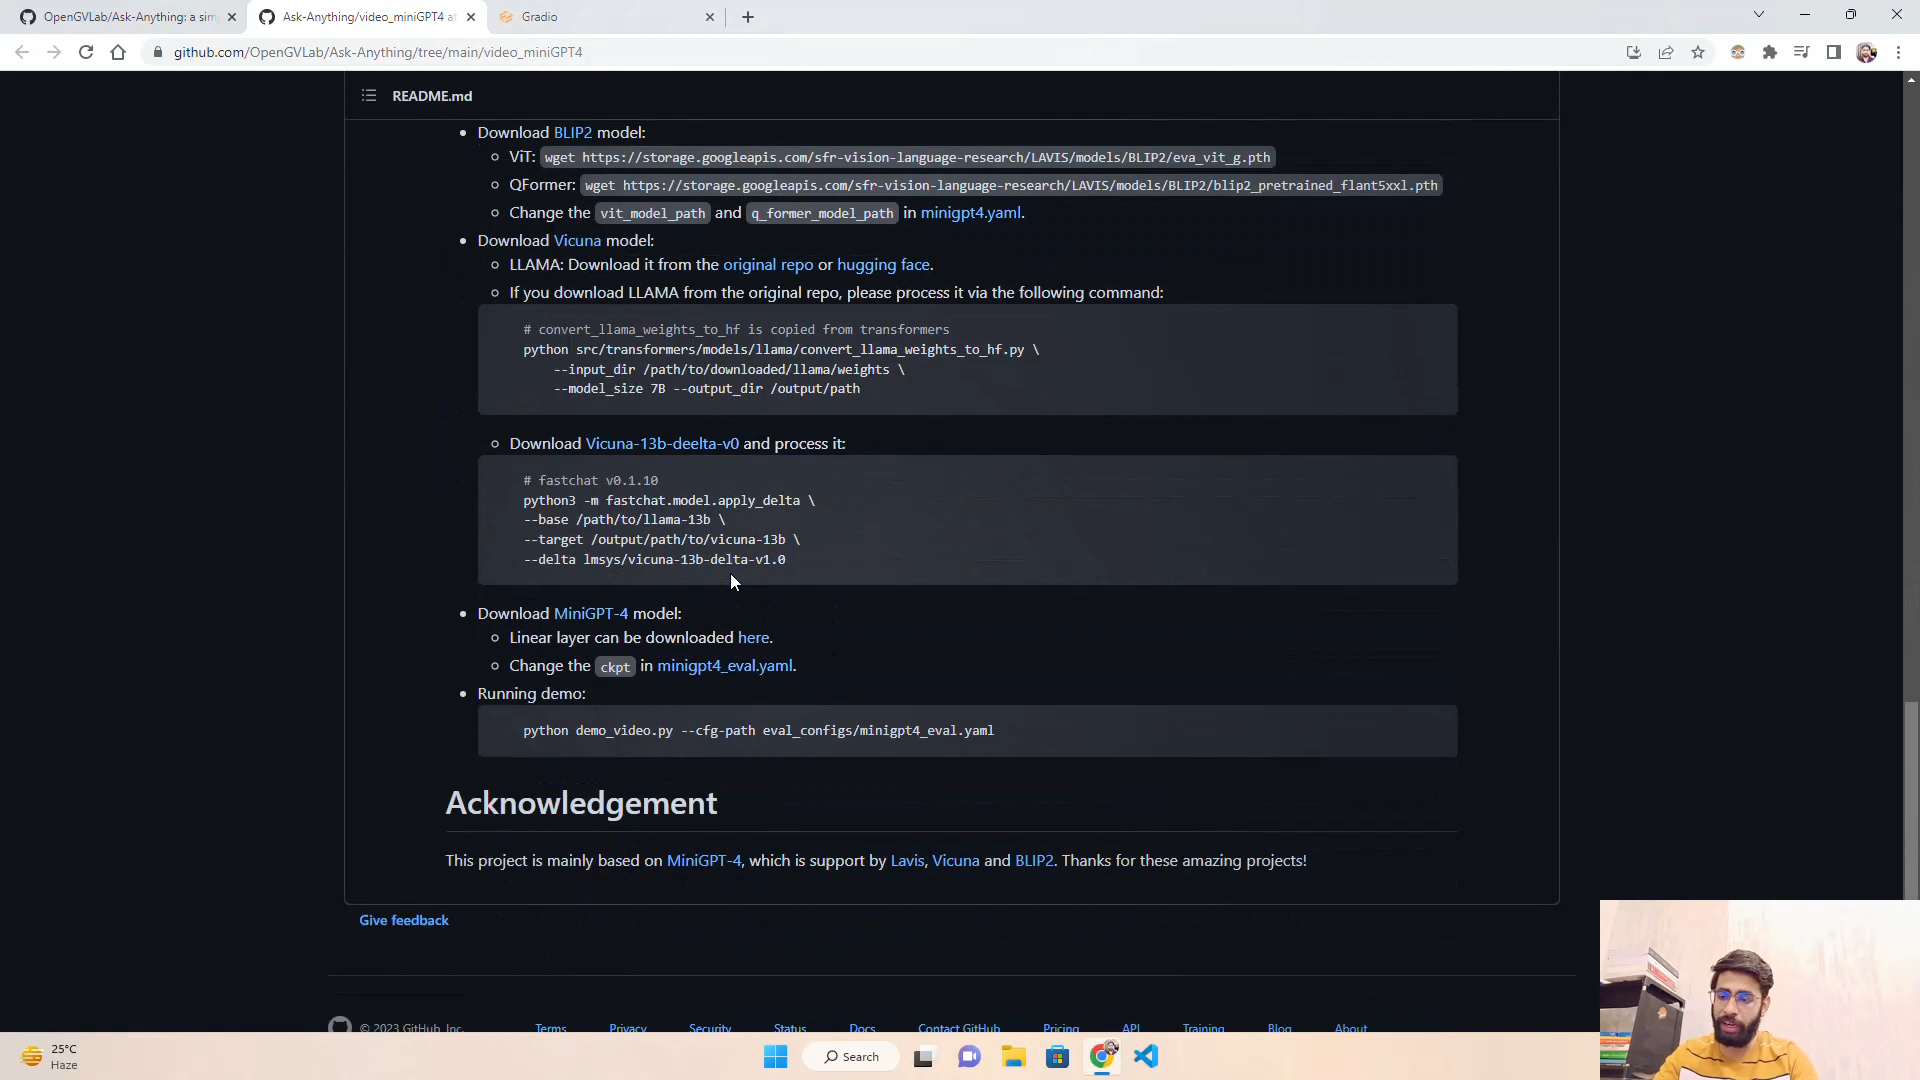 OpenGVLab/Ask-Anything: a sim
Ask-Anything/video_miniGPT4 at
Gradio
github.com/OpenGVLab/Ask-Anything/tree/main/video_miniGPT4
README.md
Download BLIP2 model:
ViT: wget https://storage.googleapis.com/sfr-vision-language-research/LAVIS/models/BLIP2/eva_vit_g.pth
QFormer: wget https://storage.googleapis.com/sfr-vision-language-research/LAVIS/models/BLIP2/blip2_pretrained_flant5xxl.pth
Change the vit_model_path and q_former_model_path in minigpt4.yaml.
Download Vicuna model:
LLAMA: Download it from the original repo or hugging face.
If you download LLAMA from the original repo, please process it via the following command:
# convert_llama_weights_to_hf is copied from transformers
python src/transformers/models/llama/convert_llama_weights_to_hf.py \
--input_dir /path/to/downloaded/llama/weights \
--model_size 7B --output_dir /output/path
Download Vicuna-13b-deelta-v0 and process it:
# fastchat v0.1.10
python3 -m fastchat.model.apply_delta \
--base /path/to/llama-13b \
--target /output/path/to/vicuna-13b \
--delta lmsys/vicuna-13b-delta-v1.0
Download MiniGPT-4 model:
Linear layer can be downloaded here.
Change the ckpt in minigpt4_eval.yaml.
Running demo:
python demo_video.py --cfg-path eval_configs/minigpt4_eval.yaml
Acknowledgement
This project is mainly based on MiniGPT-4, which is support by Lavis, Vicuna and BLIP2. Thanks for these amazing projects!
Give feedback
© 2023 GitHub, Inc. Terms Privacy Security Status Docs Contact GitHub Pricing API Training Blog About
25°C
Haze
Search